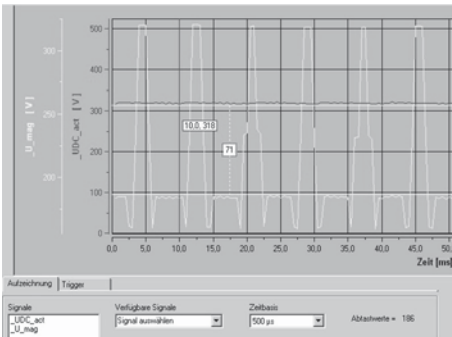 500
400
300
200
100
0
300
250
200
_U_mag [ V ]
_UDC_act [ V ]
10,0, 318
71
0,0 5,0 10,0 15,0 20,0 25,0 30,0 35,0 40,0 45,0 50,
Zeit [ms]
Aufzeichnung Trigger
Signale Verfügbare Signale Zeitbasis
_UDC_act Signal auswählen 500 µs Abtastwerte = 186
_U_mag